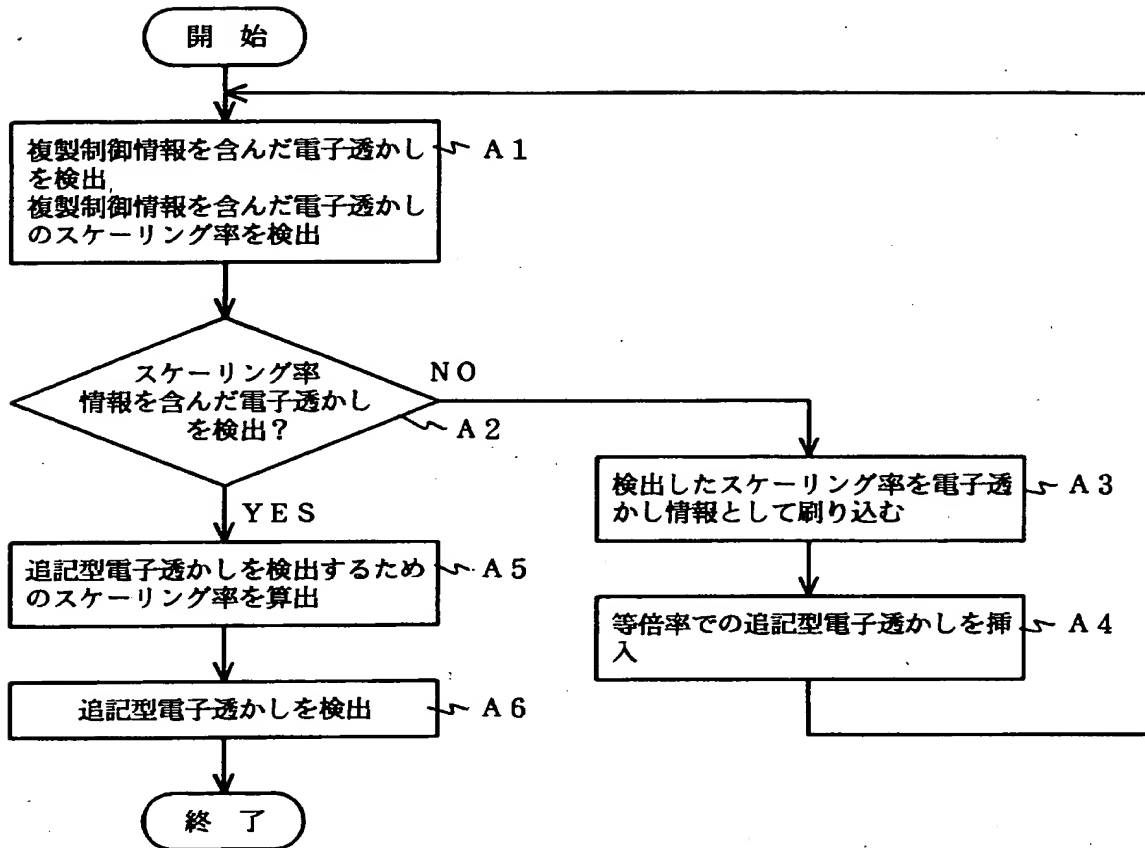 開 始
複製制御情報を含んだ電子透かし
を検出,
複製制御情報を含んだ電子透かし
のスケーリング率を検出
A1
スケーリング率
情報を含んだ電子透かし
を検出?
NO
A2
YES
検出したスケーリング率を電子透
かし情報として刷り込む
A3
等倍率での追記型電子透かしを挿
入
A4
追記型電子透かしを検出するため
のスケーリング率を算出
A5
追記型電子透かしを検出
A6
終 了